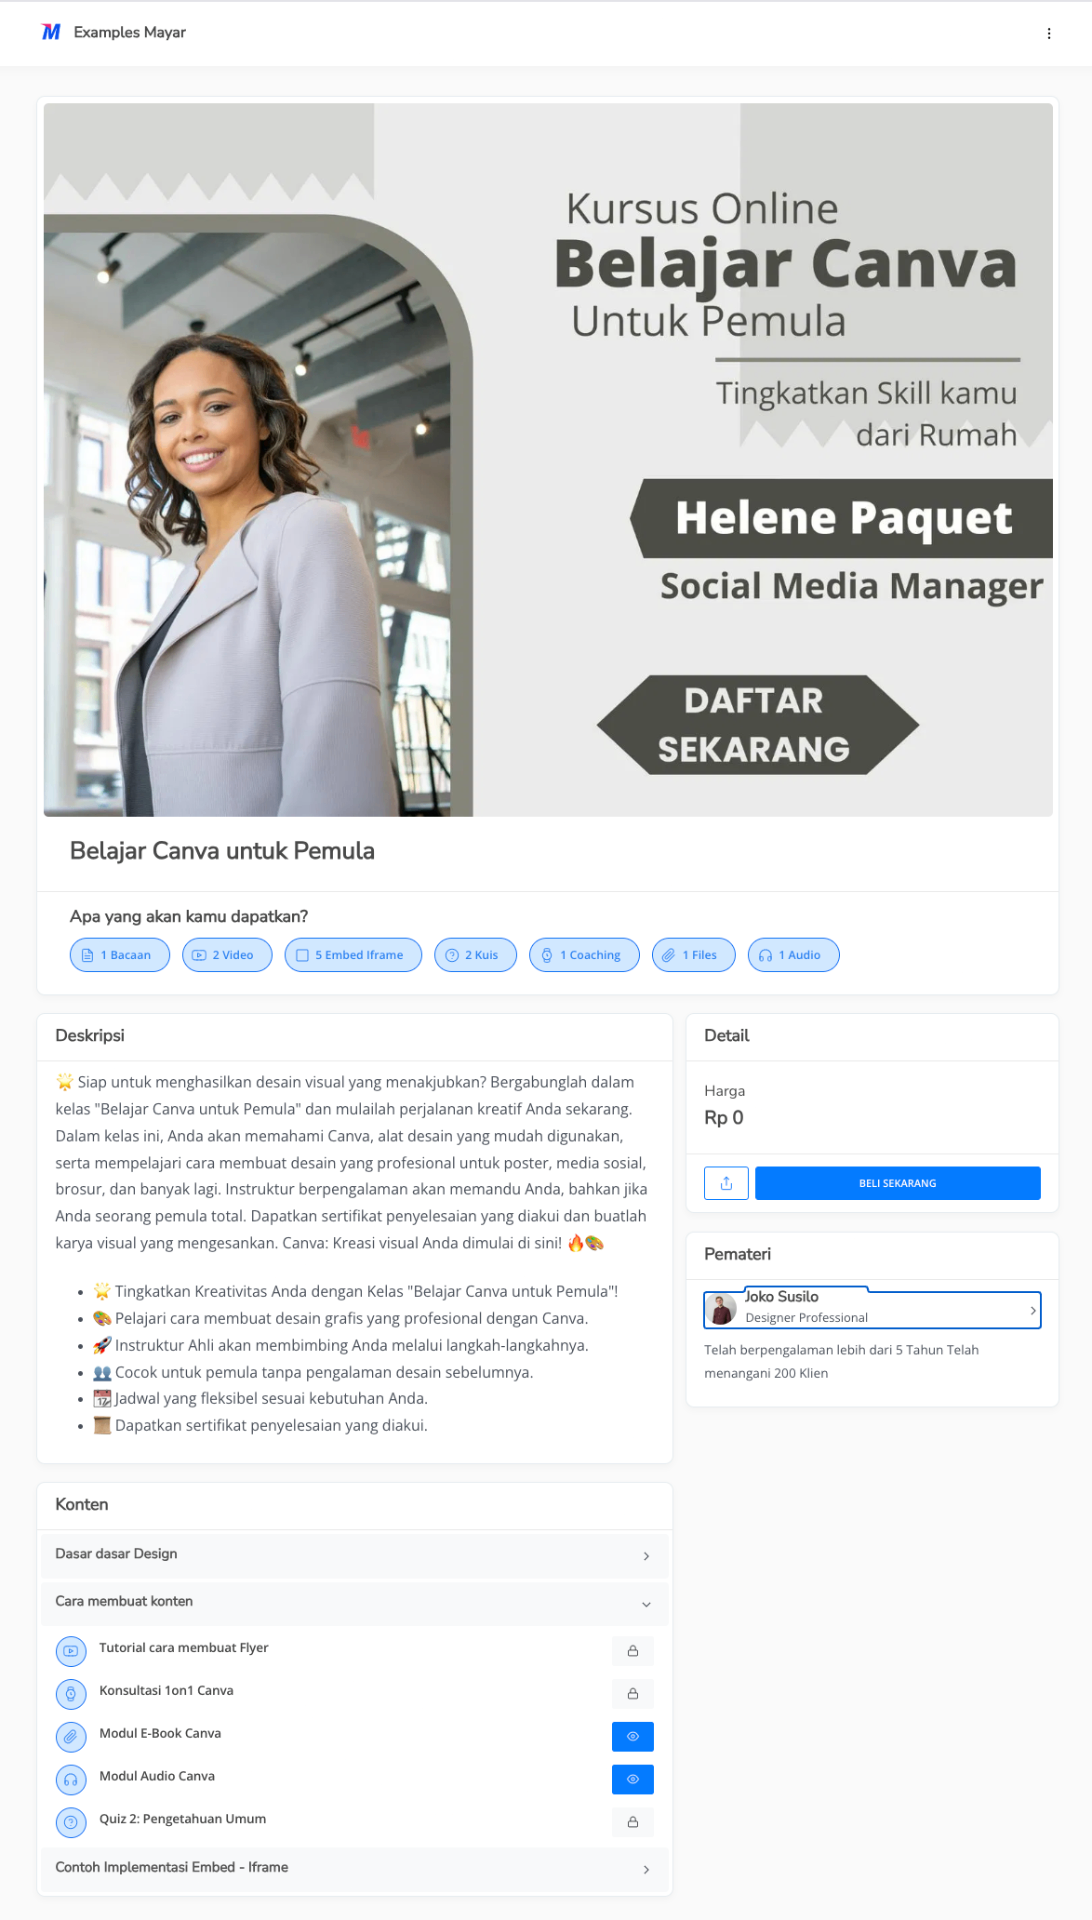 Examples Mayar
Kursus Online
Belajar Canva
Untuk Pemula
Tingkatkan Skill kamu
dari Rumah
Helene Paquet
Social Media Manager
DAFTAR
SEKARANG
Belajar Canva untuk Pemula
Apa yang akan kamu dapatkan?
1 Bacaan
2 Video
5 Embed Iframe
2 Kuis
1 Coaching
1 Files
1 Audio
Deskripsi
🌟 Siap untuk menghasilkan desain visual yang menakjubkan? Bergabunglah dalam
kelas "Belajar Canva untuk Pemula" dan mulailah perjalanan kreatif Anda sekarang.
Dalam kelas ini, Anda akan memahami Canva, alat desain yang mudah digunakan,
serta mempelajari cara membuat desain yang profesional untuk poster, media sosial,
brosur, dan banyak lagi. Instruktur berpengalaman akan memandu Anda, bahkan jika
Anda seorang pemula total. Dapatkan sertifikat penyelesaian yang diakui dan buatlah
karya visual yang mengesankan. Canva: Kreasi visual Anda dimulai di sini! 🔥🎨
• 🌟 Tingkatkan Kreativitas Anda dengan Kelas "Belajar Canva untuk Pemula"!
• 🎨 Pelajari cara membuat desain grafis yang profesional dengan Canva.
• 🚀 Instruktur Ahli akan membimbing Anda melalui langkah-langkahnya.
• 👥 Cocok untuk pemula tanpa pengalaman desain sebelumnya.
• 📆 Jadwal yang fleksibel sesuai kebutuhan Anda.
• 📜 Dapatkan sertifikat penyelesaian yang diakui.
Detail
Harga
Rp 0
BELI SEKARANG
Pemateri
Joko Susilo
Designer Professional
Telah berpengalaman lebih dari 5 Tahun Telah
menangani 200 Klien
Konten
Dasar dasar Design
Cara membuat konten
Tutorial cara membuat Flyer
Konsultasi 1on1 Canva
Modul E-Book Canva
Modul Audio Canva
Quiz 2: Pengetahuan Umum
Contoh Implementasi Embed - Iframe